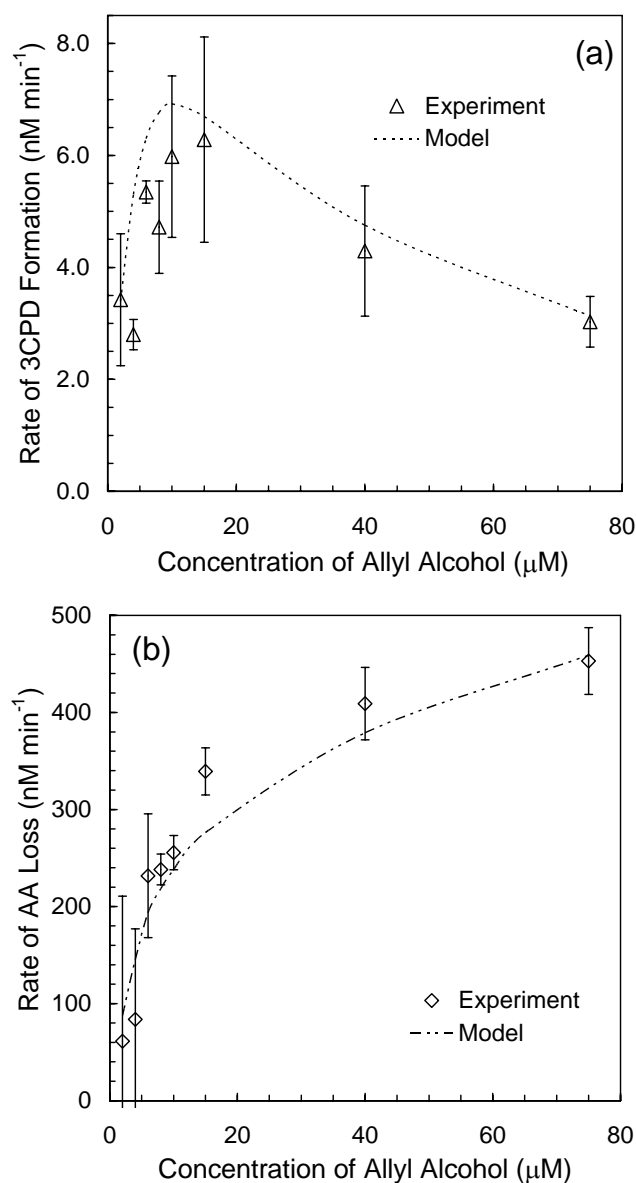 (a)
8.0
6.0
4.0
2.0
0.0
Rate of 3CPD Formation (nM min⁻¹)
Experiment
Model
0 20 40 60 80
Concentration of Allyl Alcohol (μM)
(b)
500
400
300
200
100
0
Rate of AA Loss (nM min⁻¹)
Experiment
Model
0 20 40 60 80
Concentration of Allyl Alcohol (μM)